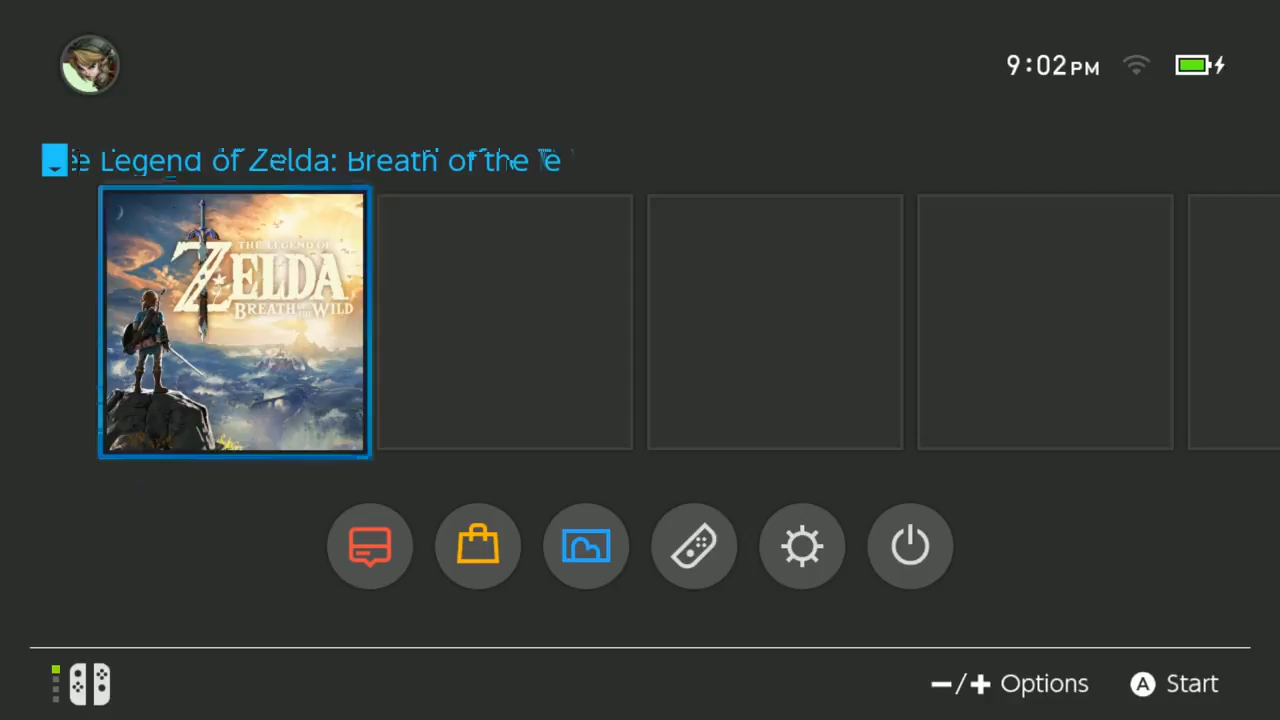 9:02PM
Legend of Zelda: Breath of the
THE LEGEND OF
ZELDA
BREATH OF THE WILD
−/+ Options
A Start